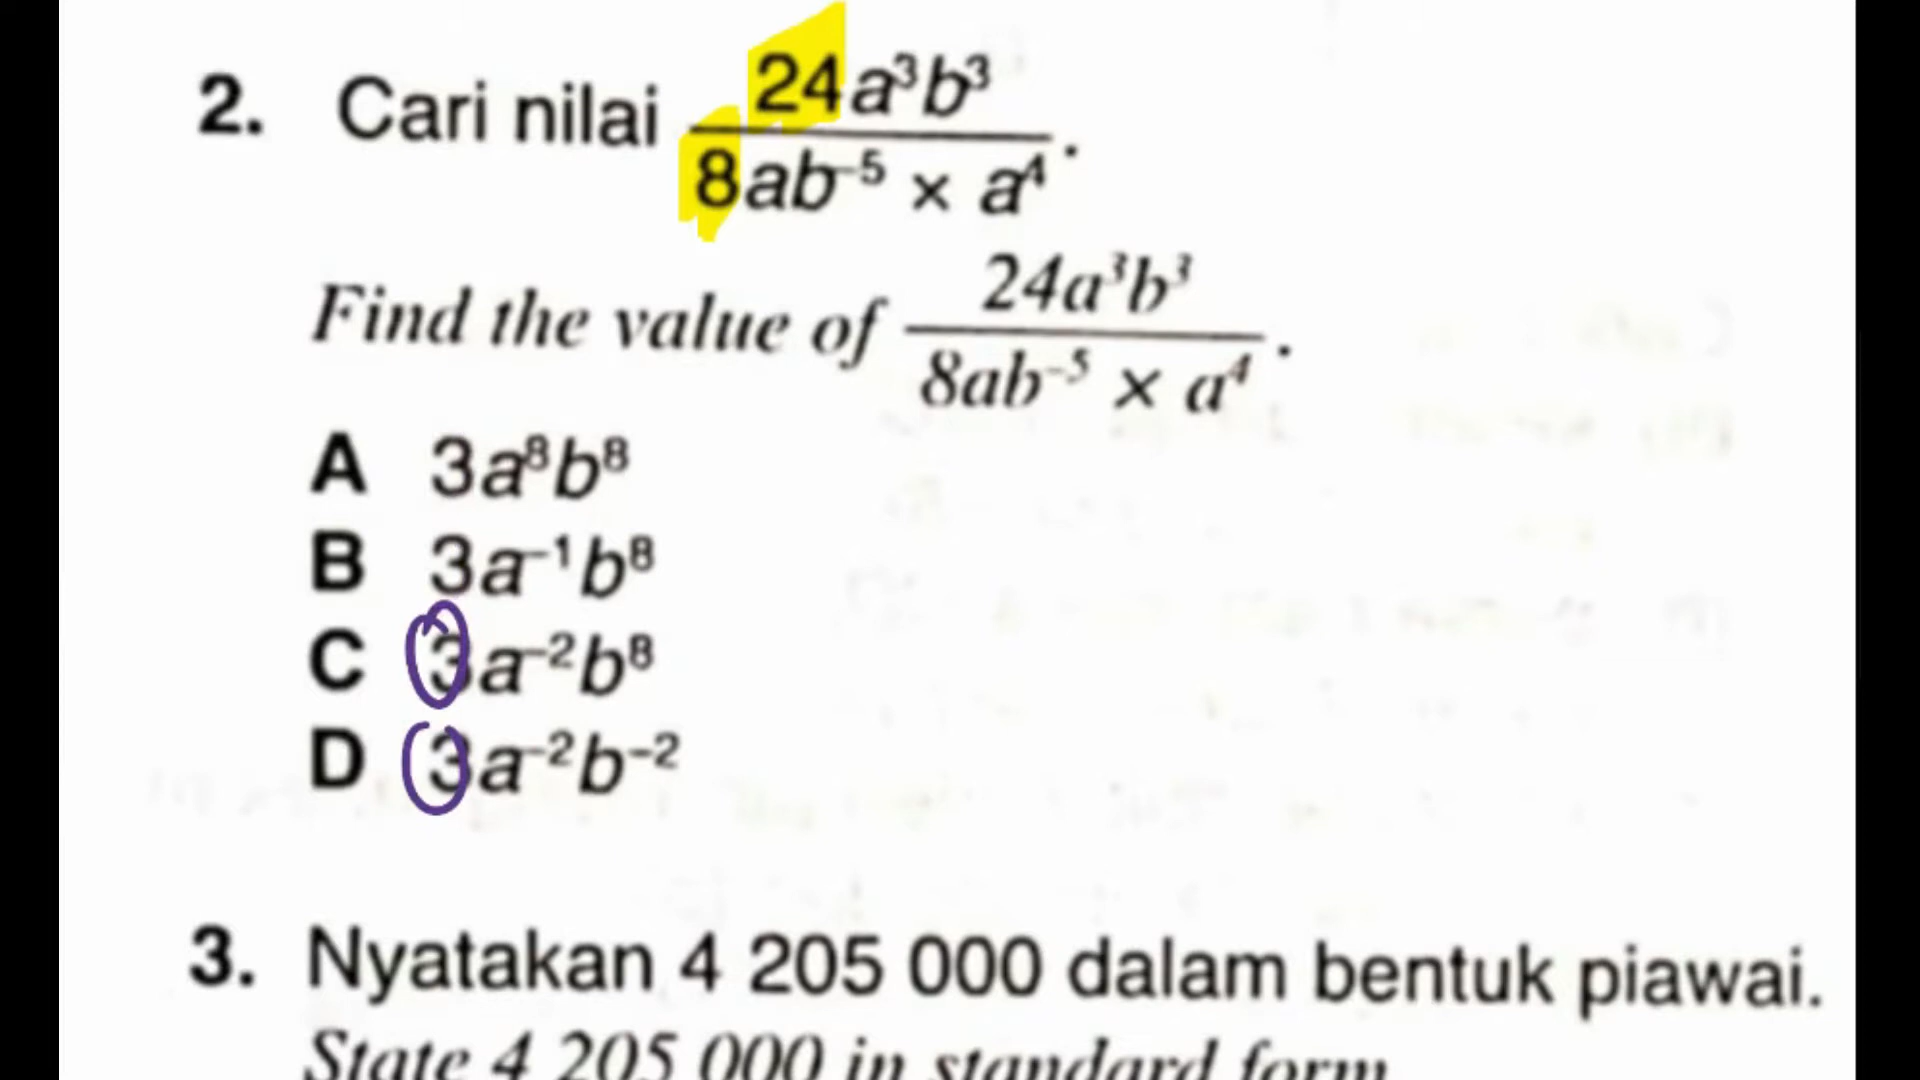 2. Cari nilai 24a³b³ / 8ab⁻⁵ × a⁴.
Find the value of 24a³b³ / 8ab⁻⁵ × a⁴.
A 3a⁸b⁸
B 3a⁻¹b⁸
C 3a⁻²b⁸
D 3a⁻²b⁻²
3. Nyatakan 4 205 000 dalam bentuk piawai.
State 4 205 000 in standard form